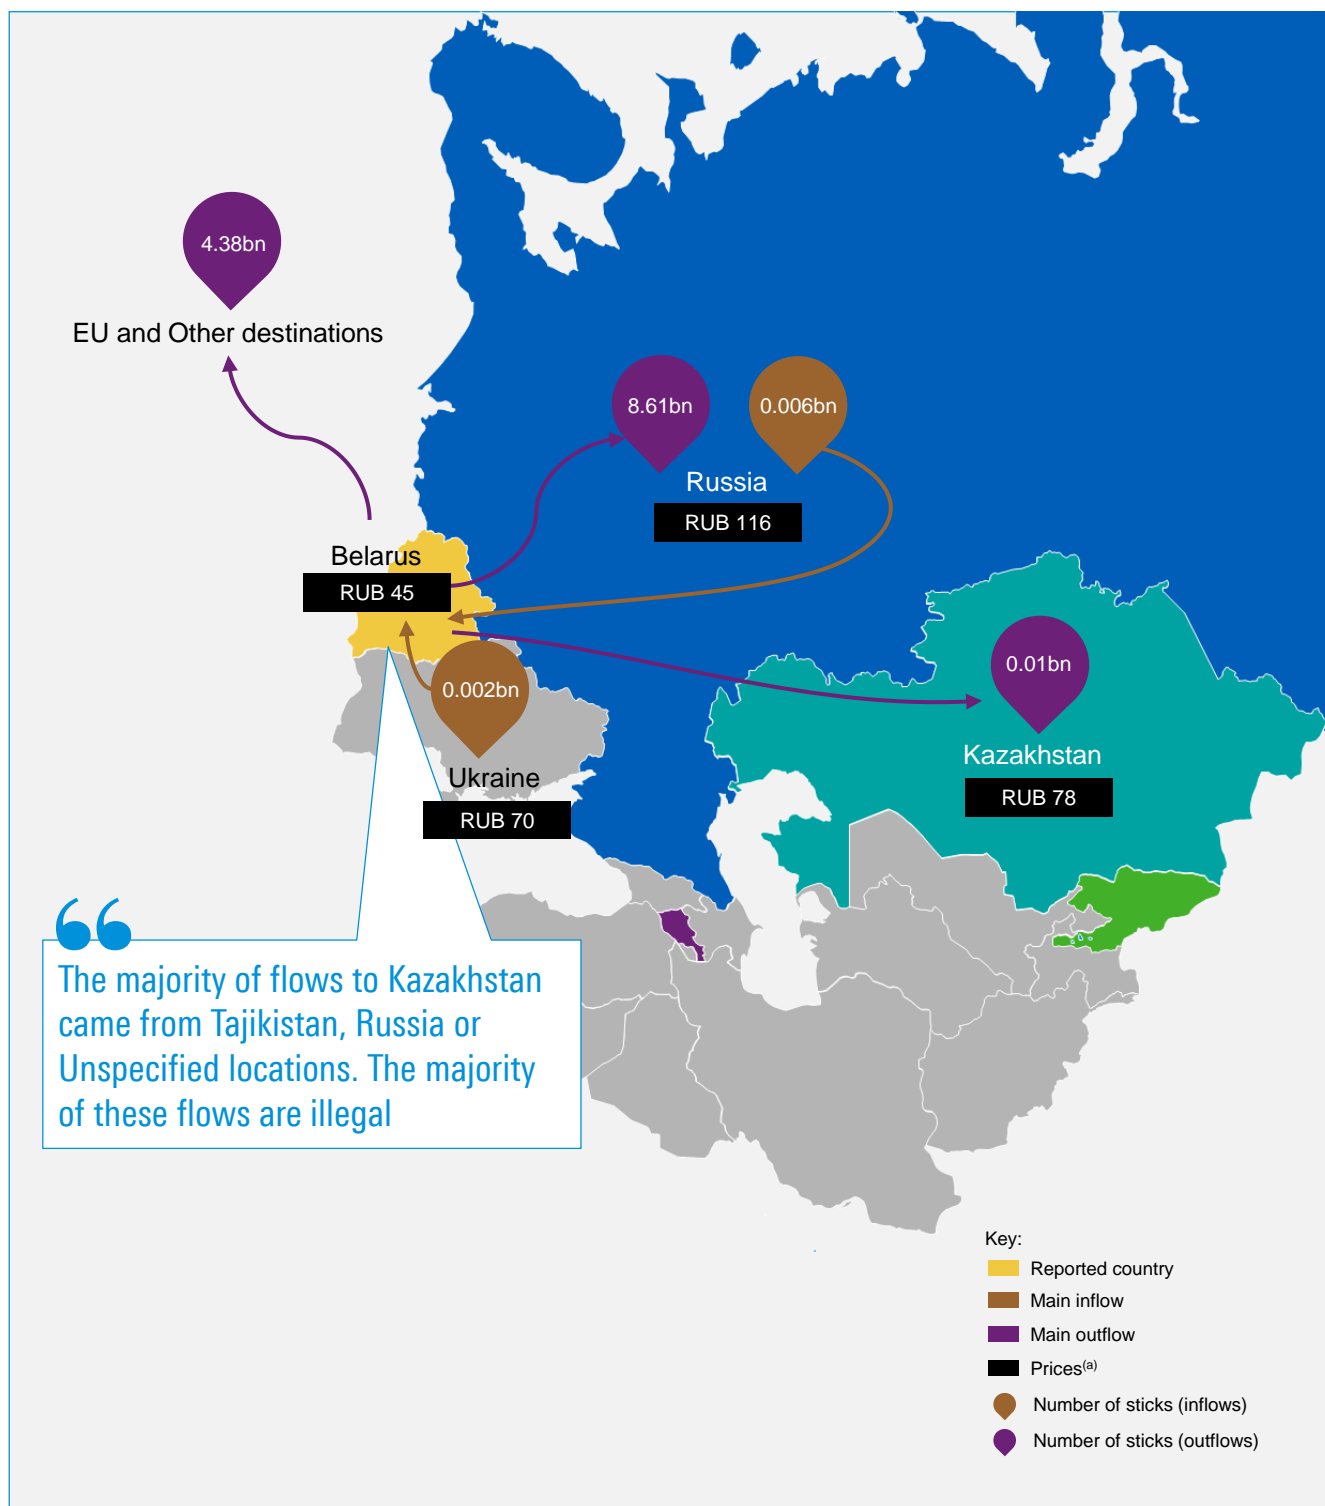 4.38bn
EU and Other destinations
8.61bn
0.006bn
Russia
RUB 116
Belarus
RUB 45
0.002bn
Ukraine
RUB 70
0.01bn
Kazakhstan
RUB 78
“
The majority of flows to Kazakhstan
came from Tajikistan, Russia or
Unspecified locations. The majority
of these flows are illegal
Key:
Reported country
Main inflow
Main outflow
Prices(a)
Number of sticks (inflows)
Number of sticks (outflows)